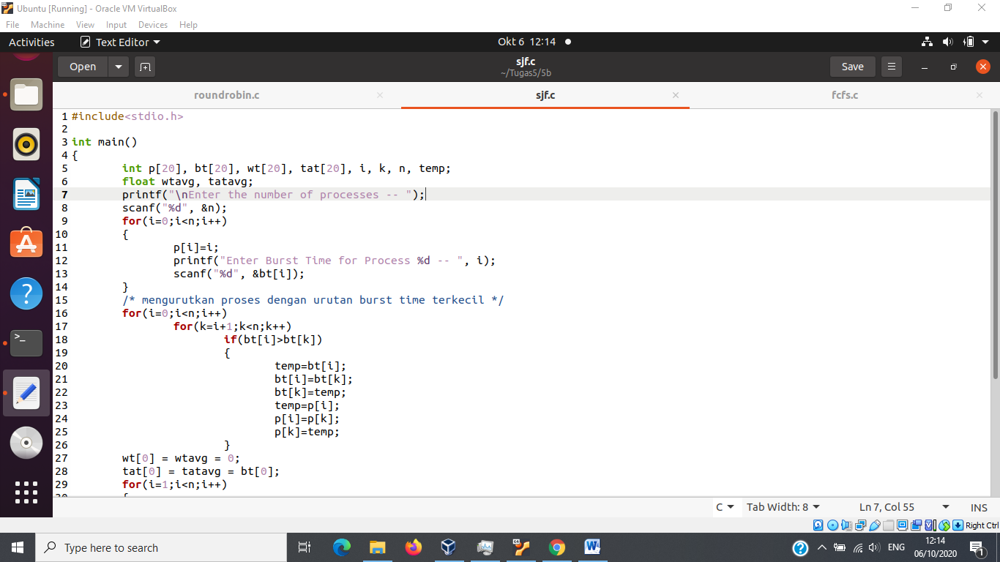 Ubuntu [Running] - Oracle VM VirtualBox
File Machine View Input Devices Help
Activities Text Editor Okt 6 12:14
Open sjf.c Save
~/Tugas5/5b
roundrobin.c sjf.c fcfs.c
1 #include<stdio.h>
2
3 int main()
4 {
5 int p[20], bt[20], wt[20], tat[20], i, k, n, temp;
6 float wtavg, tatavg;
7 printf("\nEnter the number of processes -- ");
8 scanf("%d", &n);
9 for(i=0;i<n;i++)
10 {
11 p[i]=i;
12 printf("Enter Burst Time for Process %d -- ", i);
13 scanf("%d", &bt[i]);
14 }
15 /* mengurutkan proses dengan urutan burst time terkecil */
16 for(i=0;i<n;i++)
17 for(k=i+1;k<n;k++)
18 if(bt[i]>bt[k])
19 {
20 temp=bt[i];
21 bt[i]=bt[k];
22 bt[k]=temp;
23 temp=p[i];
24 p[i]=p[k];
25 p[k]=temp;
26 }
27 wt[0] = wtavg = 0;
28 tat[0] = tatavg = bt[0];
29 for(i=1;i<n;i++)
30 {
C Tab Width: 8 Ln 7, Col 55 INS
Right Ctrl
Type here to search ENG 12:14
06/10/2020
1